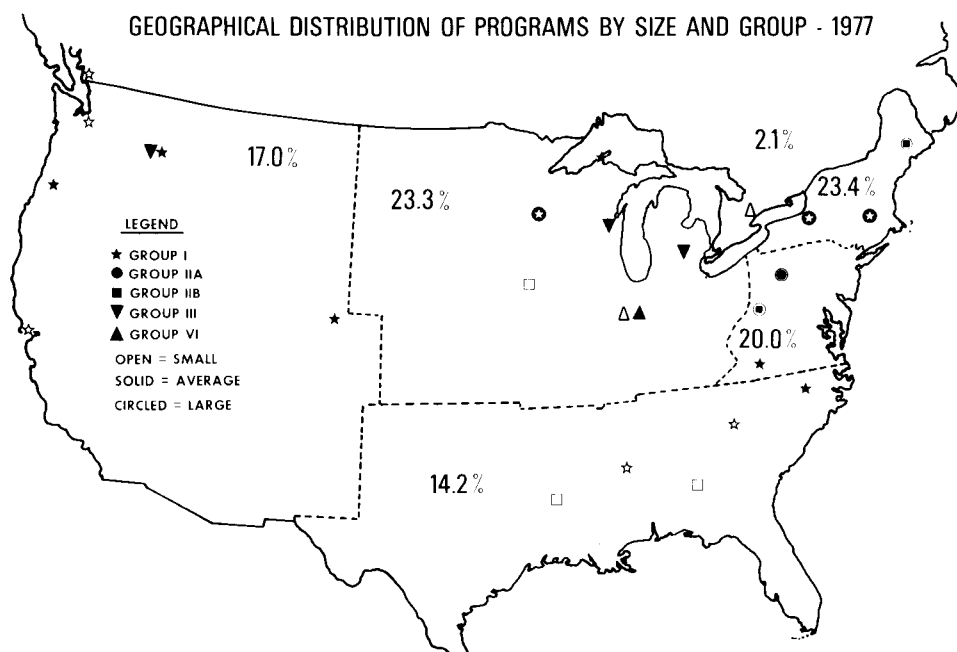 GEOGRAPHICAL DISTRIBUTION OF PROGRAMS BY SIZE AND GROUP - 1977
2.1%
17.0%
23.3%
23.4%
LEGEND
★ GROUP I
● GROUP IIA
■ GROUP IIB
▼ GROUP III
▲ GROUP VI
OPEN = SMALL
SOLID = AVERAGE
CIRCLED = LARGE
20.0%
14.2%